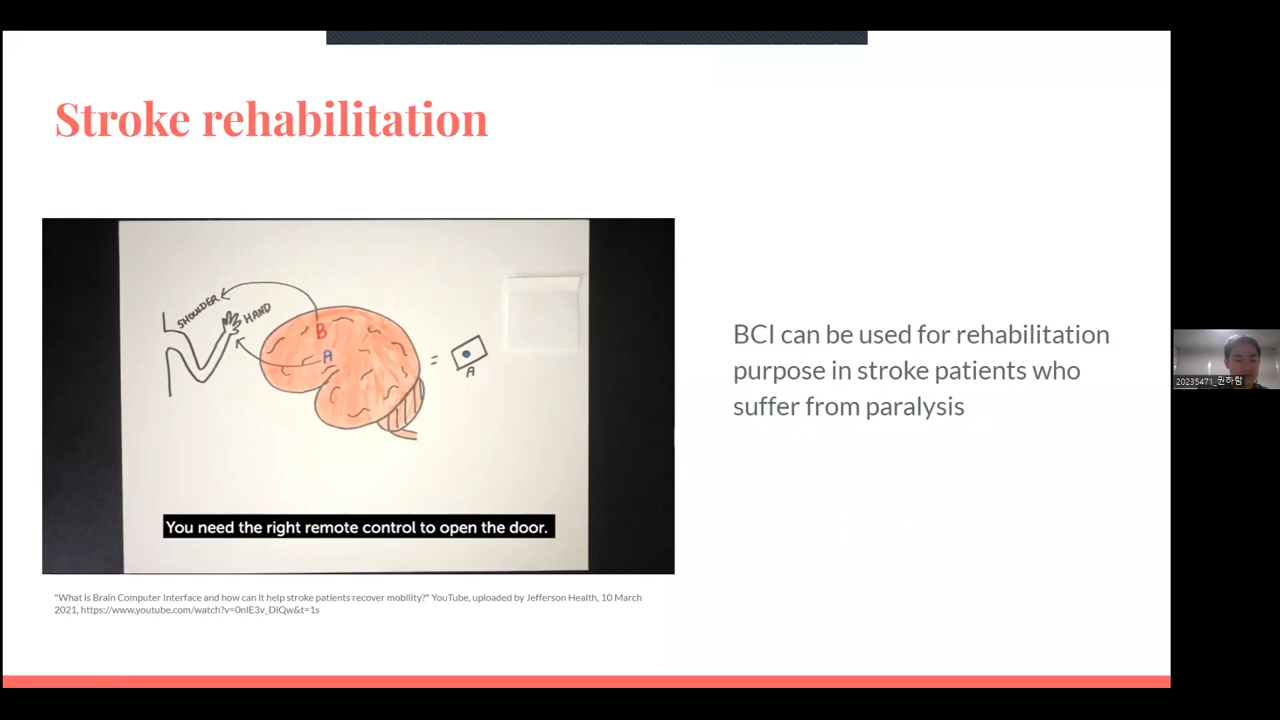 Stroke rehabilitation
SHOULDER
HAND
B
A
=
A
You need the right remote control to open the door.
BCI can be used for rehabilitation
purpose in stroke patients who
suffer from paralysis
"What is Brain Computer Interface and how can it help stroke patients recover mobility?" YouTube, uploaded by Jefferson Health, 10 March
2021, https://www.youtube.com/watch?v=0nlE3v_DlQw&t=1s
20235471_권하람